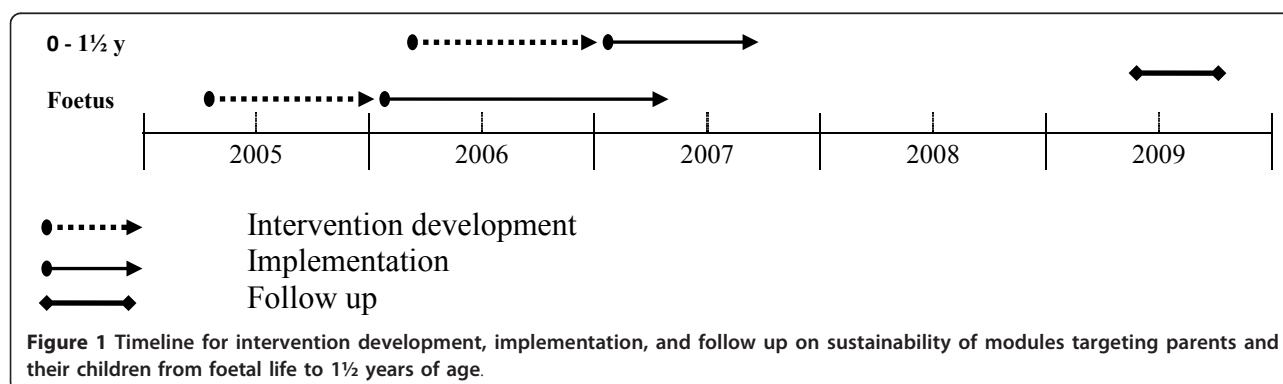 0 - 1½ y
Foetus
2005 2006 2007 2008 2009
Intervention development
Implementation
Follow up
Figure 1 Timeline for intervention development, implementation, and follow up on sustainability of modules targeting parents and
their children from foetal life to 1½ years of age.